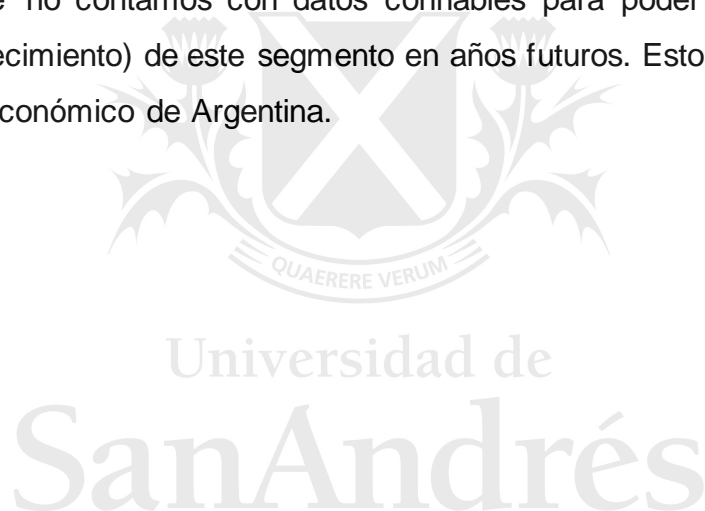 no contamos con datos confiables para poder
ecimiento) de este segmento en años futuros. Esto
conómico de Argentina.
QUAERERE VERUM
Universidad de
SanAndrés